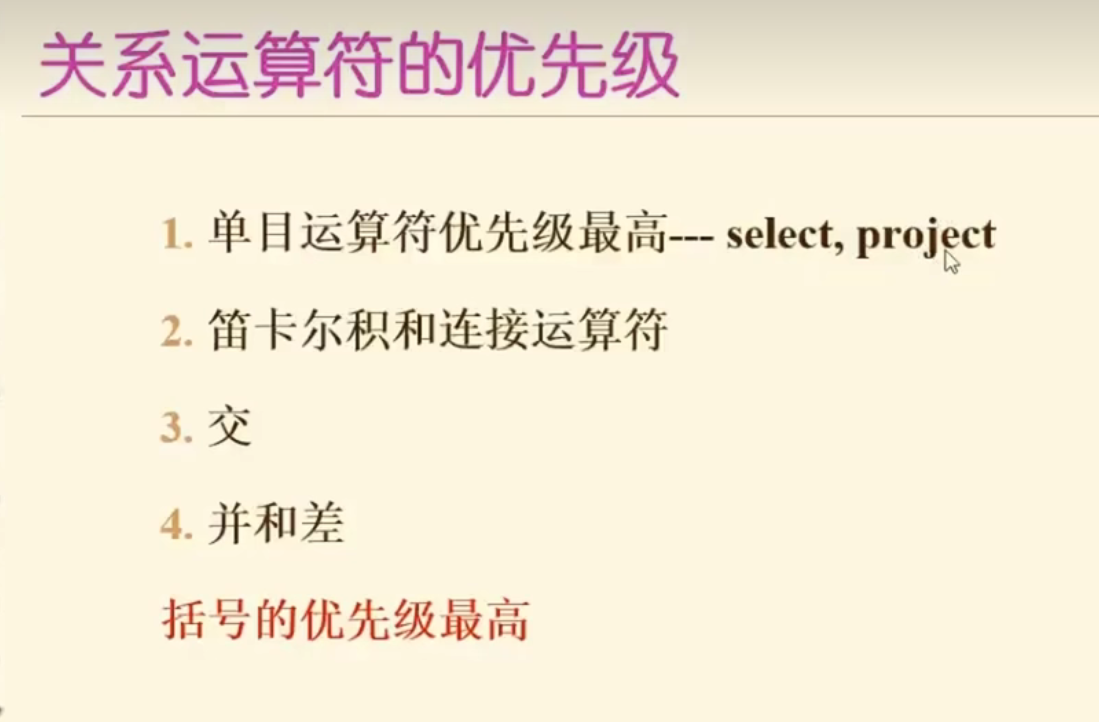 关系运算符的优先级
1. 单目运算符优先级最高--- select, project
2. 笛卡尔积和连接运算符
3. 交
4. 并和差
括号的优先级最高